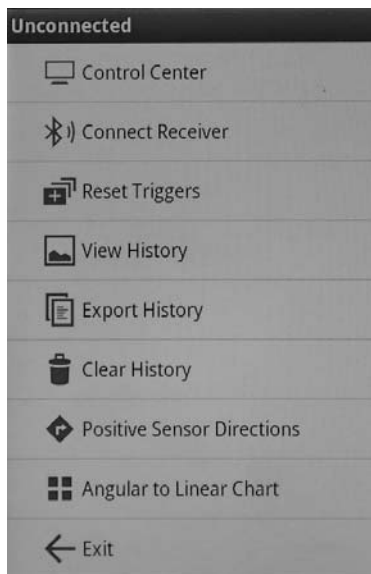 Unconnected
Control Center
Connect Receiver
Reset Triggers
View History
Export History
Clear History
Positive Sensor Directions
Angular to Linear Chart
Exit